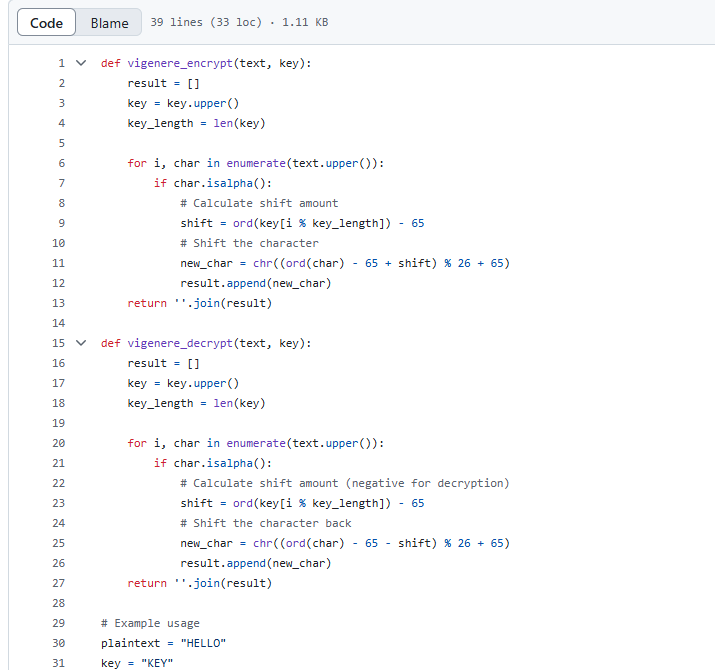 Code Blame 39 lines (33 loc) · 1.11 KB
1 def vigenere_encrypt(text, key):
2     result = []
3     key = key.upper()
4     key_length = len(key)
5
6     for i, char in enumerate(text.upper()):
7         if char.isalpha():
8             # Calculate shift amount
9             shift = ord(key[i % key_length]) - 65
10             # Shift the character
11             new_char = chr((ord(char) - 65 + shift) % 26 + 65)
12             result.append(new_char)
13     return ''.join(result)
14
15 def vigenere_decrypt(text, key):
16     result = []
17     key = key.upper()
18     key_length = len(key)
19
20     for i, char in enumerate(text.upper()):
21         if char.isalpha():
22             # Calculate shift amount (negative for decryption)
23             shift = ord(key[i % key_length]) - 65
24             # Shift the character back
25             new_char = chr((ord(char) - 65 - shift) % 26 + 65)
26             result.append(new_char)
27     return ''.join(result)
28
29 # Example usage
30 plaintext = "HELLO"
31 key = "KEY"